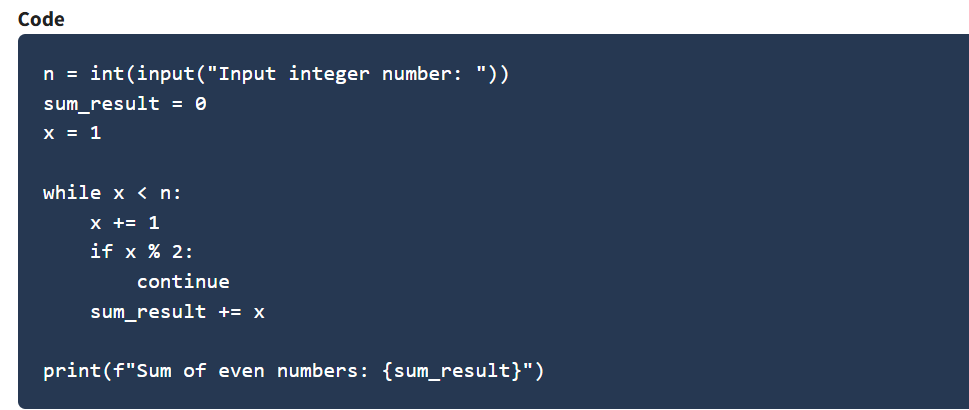 Code
n = int(input("Input integer number: "))
sum_result = 0
x = 1
while x < n:
    x += 1
    if x % 2:
        continue
    sum_result += x
print(f"Sum of even numbers: {sum_result}")